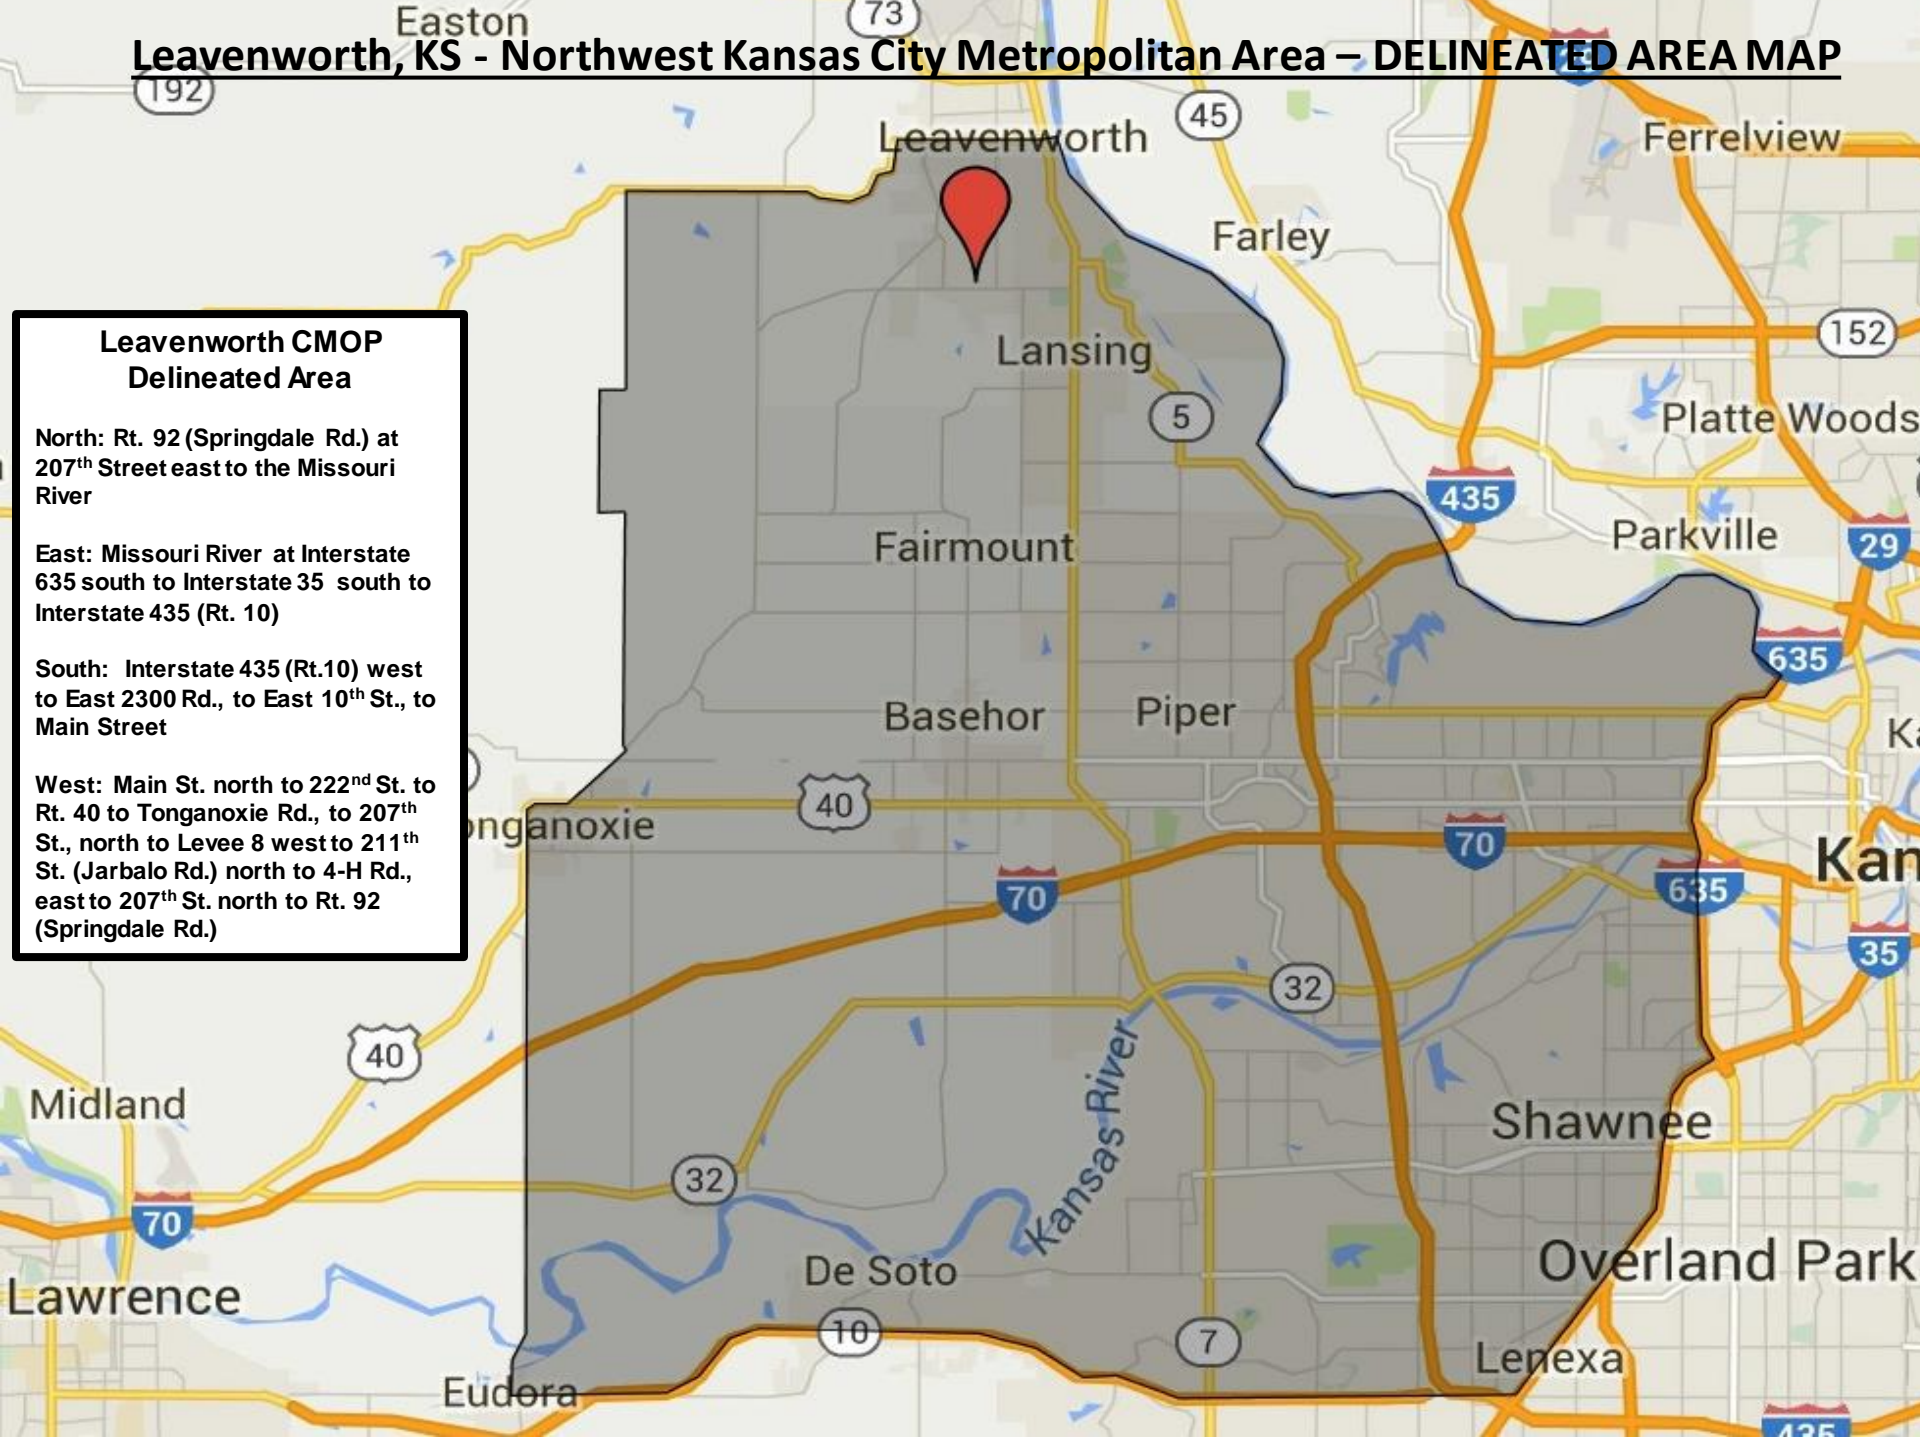 Easton
73
Leavenworth, KS - Northwest Kansas City Metropolitan Area – DELINEATED AREA MAP
192
45
Leavenworth
Ferrelview
Farley
Leavenworth CMOP
Delineated Area
North: Rt. 92 (Springdale Rd.) at
207th Street east to the Missouri
River
East: Missouri River at Interstate
635 south to Interstate 35 south to
Interstate 435 (Rt. 10)
South: Interstate 435 (Rt.10) west
to East 2300 Rd., to East 10th St., to
Main Street
West: Main St. north to 222nd St. to
Rt. 40 to Tonganoxie Rd., to 207th
St., north to Levee 8 west to 211th
St. (Jarbalo Rd.) north to 4-H Rd.,
east to 207th St. north to Rt. 92
(Springdale Rd.)
152
Lansing
5
Platte Woods
435
Parkville
29
Fairmount
635
Basehor
Piper
Ka
40
onganoxie
70
Kan
70
635
35
32
40
Kansas River
Midland
Shawnee
32
70
Overland Park
De Soto
Lawrence
10
7
Lenexa
Eudora
435